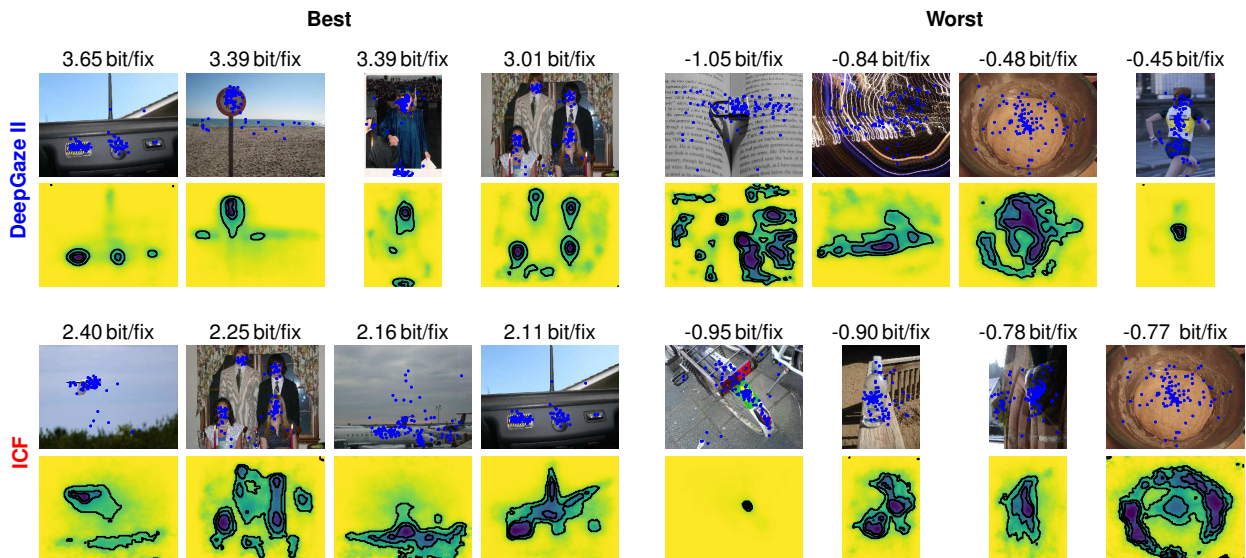 Best
Worst
DeepGaze II
3.65 bit/fix
3.39 bit/fix
3.39 bit/fix
3.01 bit/fix
-1.05 bit/fix
-0.84 bit/fix
-0.48 bit/fix
-0.45 bit/fix
ICF
2.40 bit/fix
2.25 bit/fix
2.16 bit/fix
2.11 bit/fix
-0.95 bit/fix
-0.90 bit/fix
-0.78 bit/fix
-0.77 bit/fix